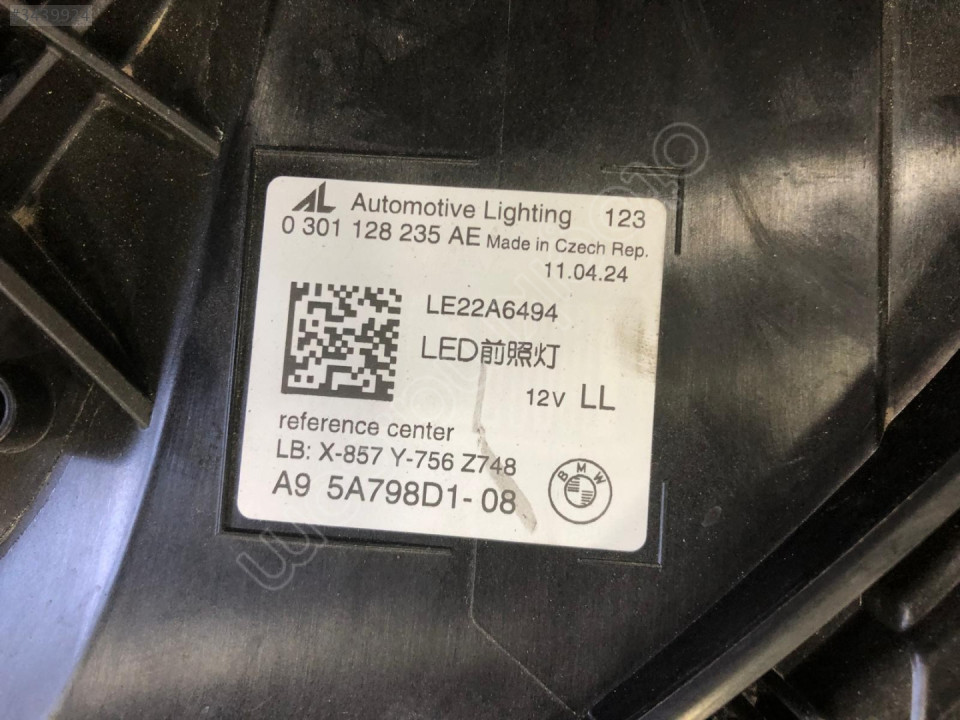 #3439974
AL Automotive Lighting 123
0 301 128 235 AE Made in Czech Rep.
11.04.24
LE22A6494
LED前照灯
12V LL
reference center
LB: X-857 Y-756 Z748
A9 5A798D1-08
BMW